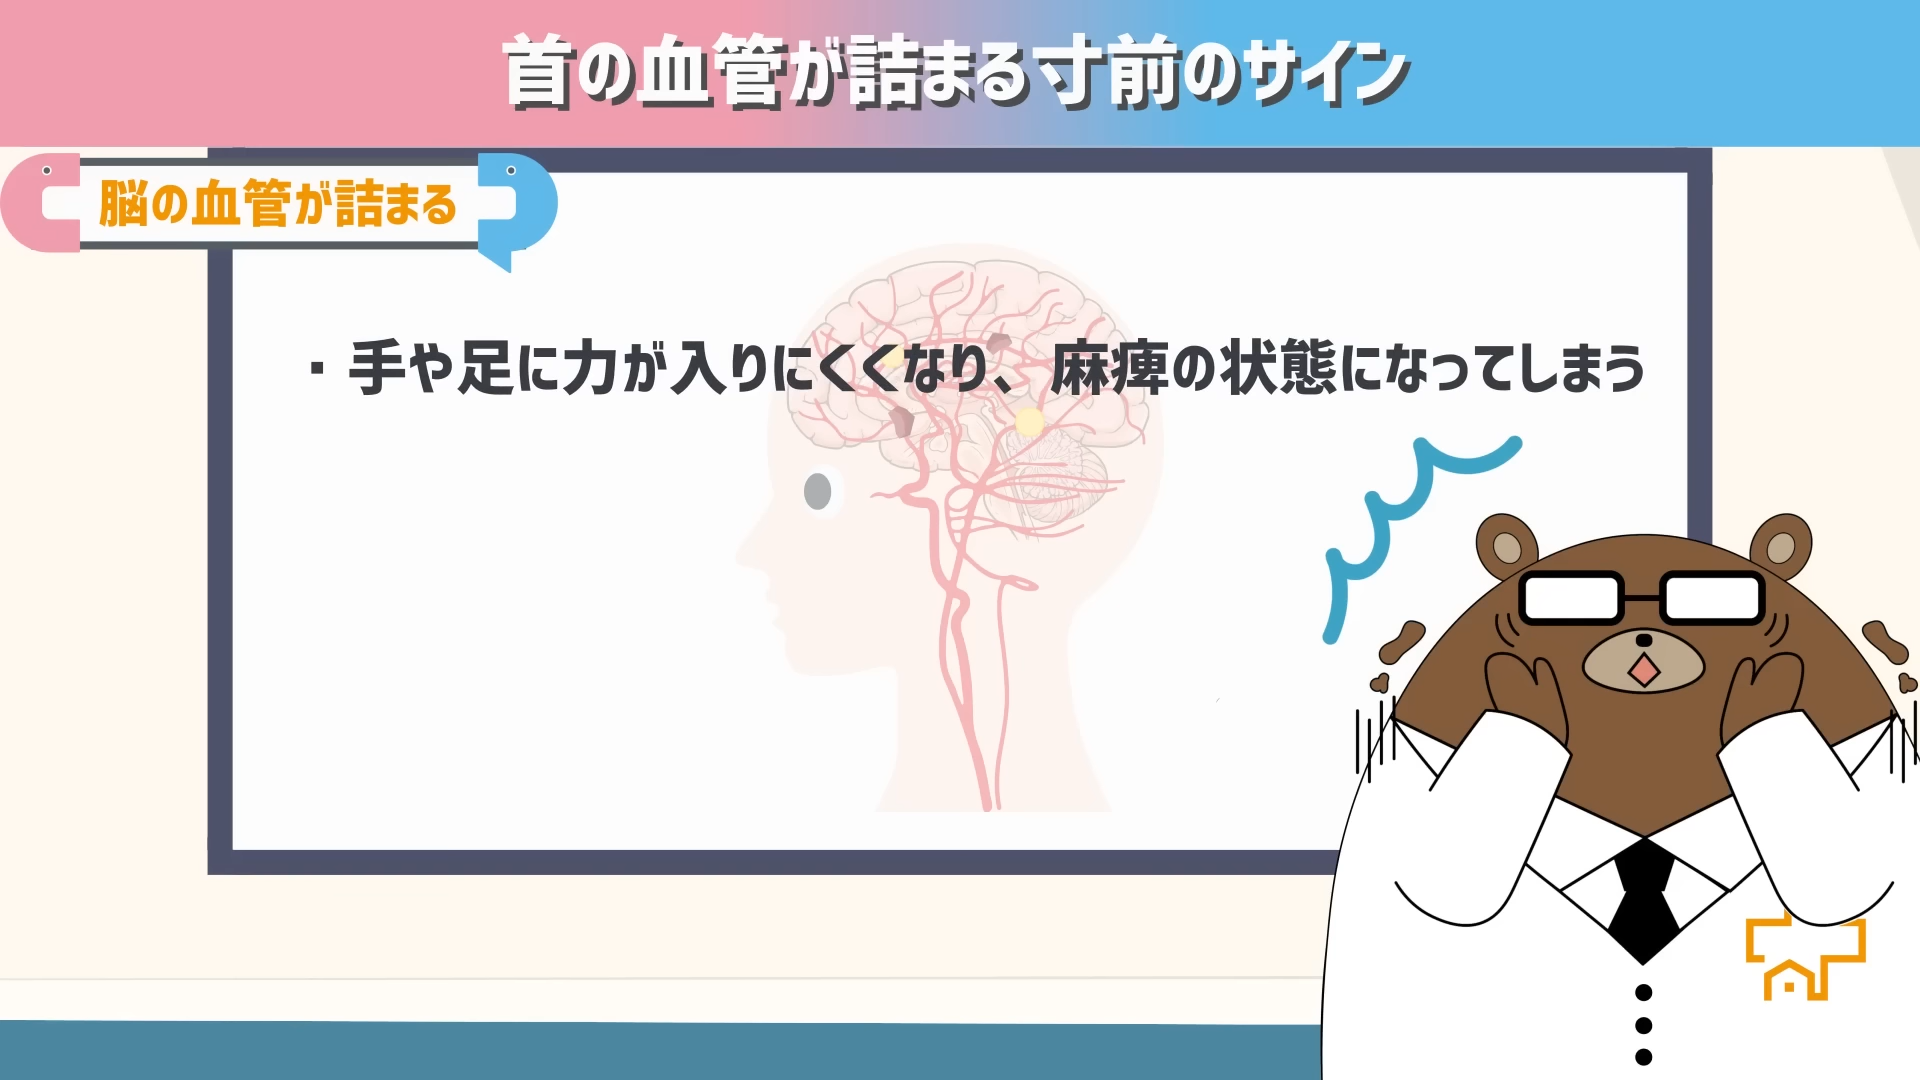 首の血管が詰まる寸前のサイン
脳の血管が詰まる
・手や足に力が入りにくくなり、麻痺の状態になってしまう